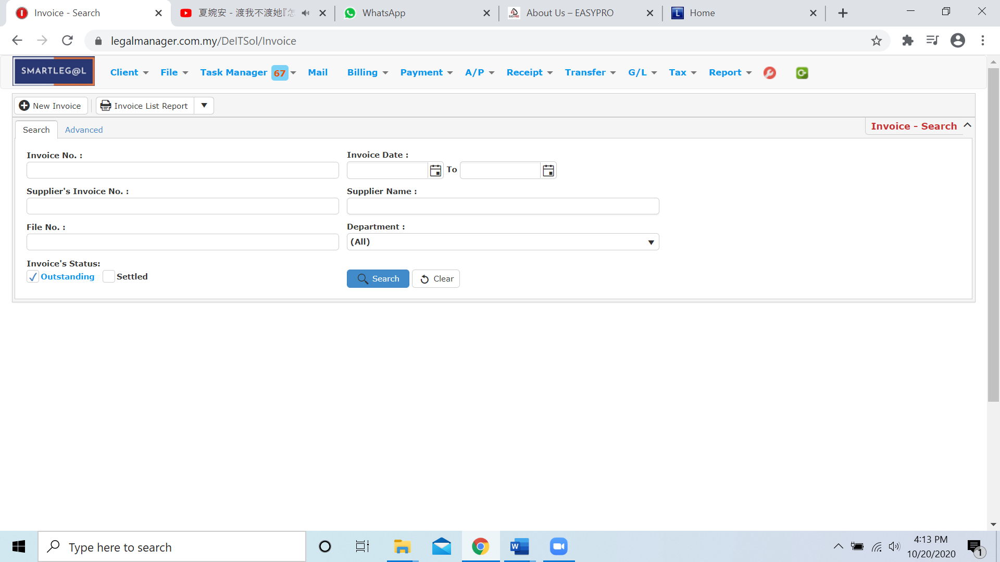 Invoice - Search
夏婉安 - 渡我不渡她『怎
WhatsApp
About Us – EASYPRO
Home
legalmanager.com.my/DeITSol/Invoice
SMARTLEG@L
Client File Task Manager 67 Mail Billing Payment A/P Receipt Transfer G/L Tax Report
New Invoice Invoice List Report
Search Advanced
Invoice - Search
Invoice No. :
Invoice Date :
To
Supplier's Invoice No. :
Supplier Name :
File No. :
Department :
(All)
Invoice's Status:
Outstanding Settled
Search Clear
Type here to search
4:13 PM
10/20/2020
1